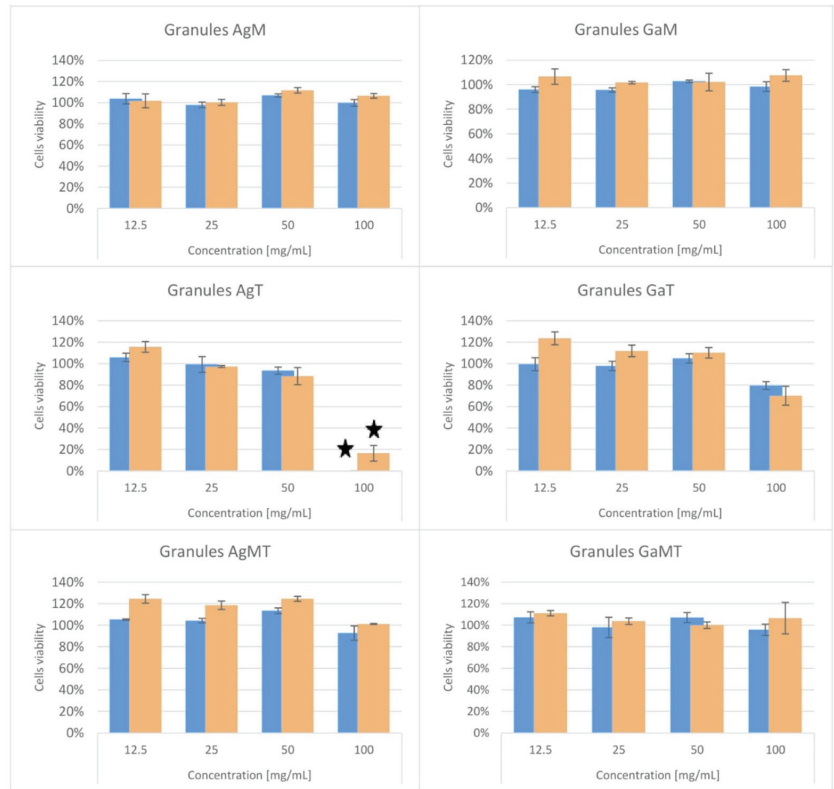 Granules AgM
140%
120%
100%
80%
60%
40%
20%
0%
Cells viability
12.5 25 50 100
Concentration [mg/mL]
Granules GaM
120%
100%
80%
60%
40%
20%
0%
Cells viability
12.5 25 50 100
Concentration [mg/mL]
Granules AgT
140%
120%
100%
80%
60%
40%
20%
0%
Cells viability
12.5 25 50 100
Concentration [mg/mL]
Granules GaT
140%
120%
100%
80%
60%
40%
20%
0%
Cells viability
12.5 25 50 100
Concentration [mg/mL]
Granules AgMT
140%
120%
100%
80%
60%
40%
20%
0%
Cells viability
12.5 25 50 100
Concentration [mg/mL]
Granules GaMT
140%
120%
100%
80%
60%
40%
20%
0%
Cells viability
12.5 25 50 100
Concentration [mg/mL]